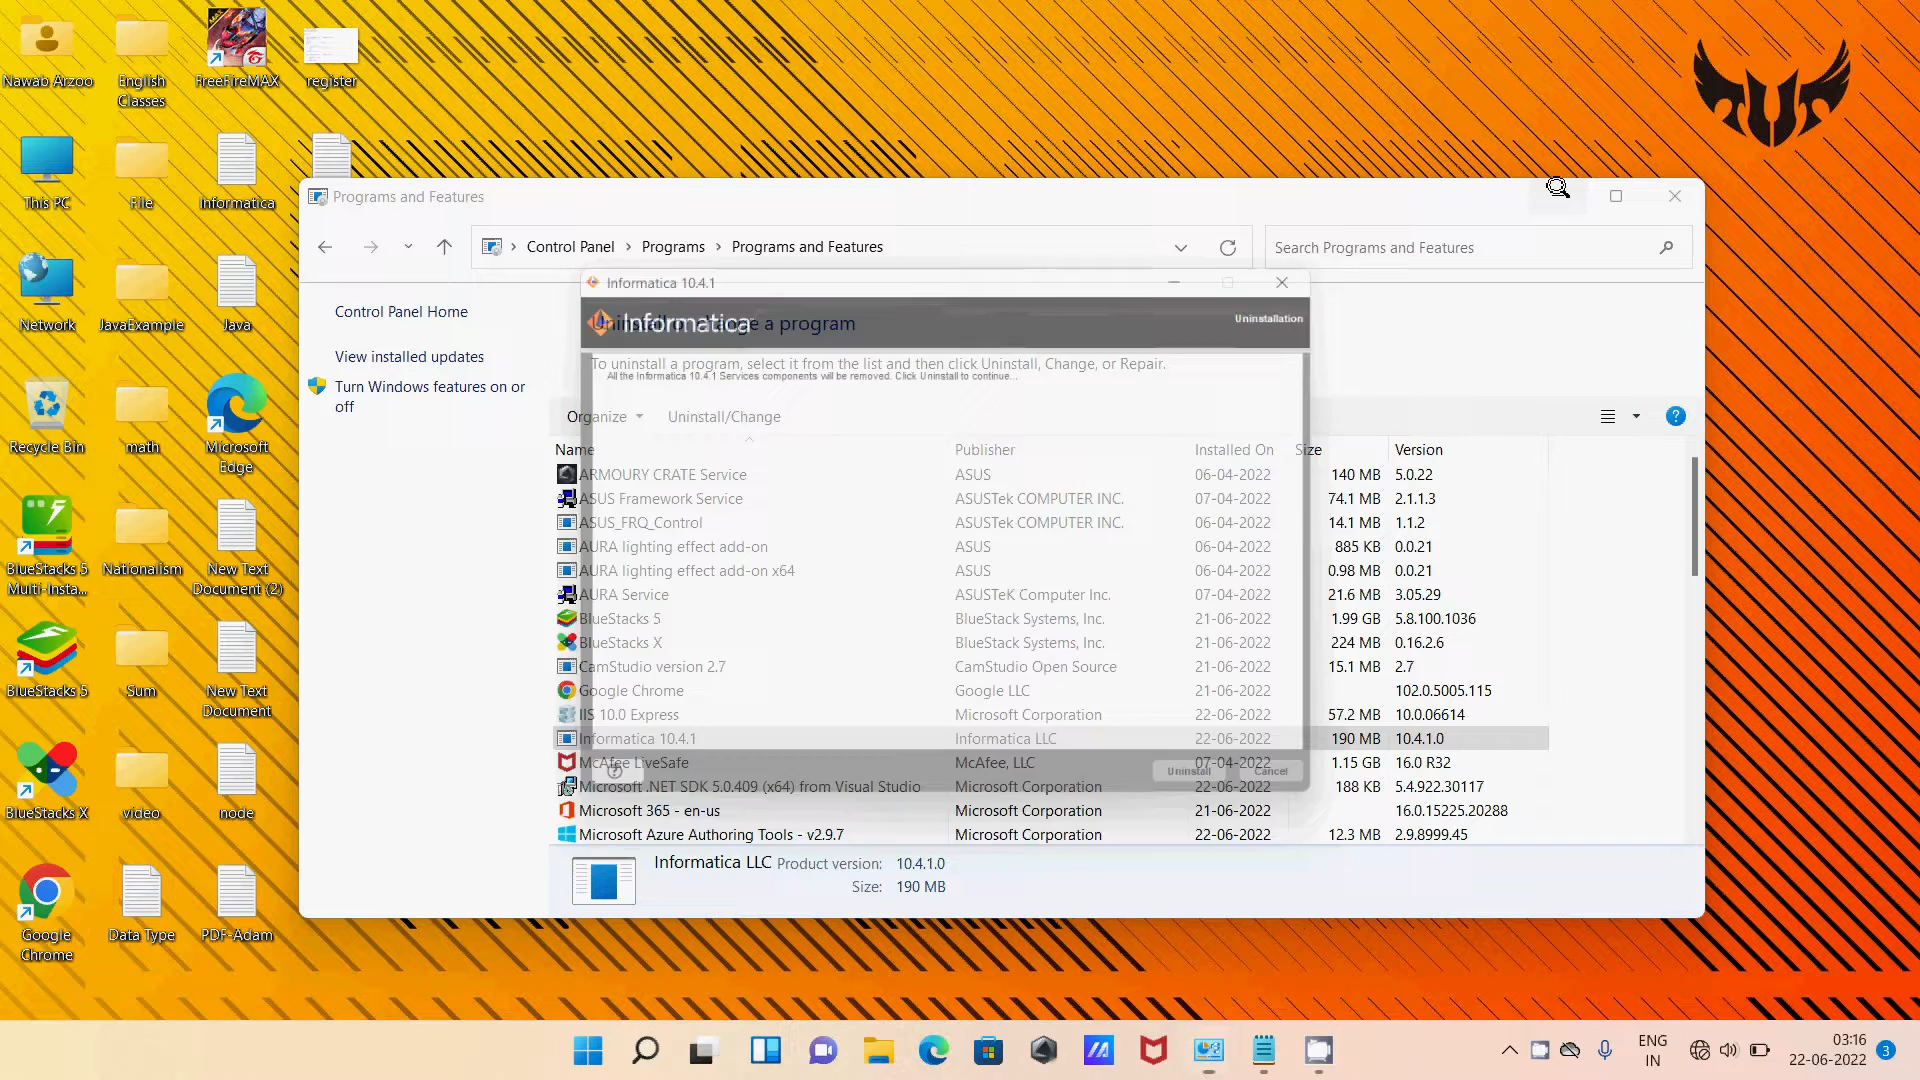 Nawab Arzoo
English Classes
FreeFireMAX
register
This PC
File
Informatica
Network
JavaExample
Java
Recycle Bin
math
Microsoft Edge
BlueStacks 5 Multi-Insta...
Nationalism
New Text Document (2)
BlueStacks 5
Sum
New Text Document
BlueStacks X
video
node
Google Chrome
Data Type
PDF-Adam
Programs and Features
Control Panel > Programs > Programs and Features
Search Programs and Features
Control Panel Home
View installed updates
Turn Windows features on or off
Informatica 10.4.1
Informatica
Uninstallation
Uninstall or change a program
To uninstall a program, select it from the list and then click Uninstall, Change, or Repair.
All the Informatica 10.4.1 Services components will be removed. Click Uninstall to continue...
Organize Uninstall/Change
Name Publisher Installed On Size Version
ARMOURY CRATE Service ASUS 06-04-2022 140 MB 5.0.22
ASUS Framework Service ASUSTek COMPUTER INC. 07-04-2022 74.1 MB 2.1.1.3
ASUS_FRQ_Control ASUSTek COMPUTER INC. 06-04-2022 14.1 MB 1.1.2
AURA lighting effect add-on ASUS 06-04-2022 885 KB 0.0.21
AURA lighting effect add-on x64 ASUS 06-04-2022 0.98 MB 0.0.21
AURA Service ASUSTeK Computer Inc. 07-04-2022 21.6 MB 3.05.29
BlueStacks 5 BlueStack Systems, Inc. 21-06-2022 1.99 GB 5.8.100.1036
BlueStacks X BlueStack Systems, Inc. 21-06-2022 224 MB 0.16.2.6
CamStudio version 2.7 CamStudio Open Source 21-06-2022 15.1 MB 2.7
Google Chrome Google LLC 21-06-2022 102.0.5005.115
IIS 10.0 Express Microsoft Corporation 22-06-2022 57.2 MB 10.0.06614
Informatica 10.4.1 Informatica LLC 22-06-2022 190 MB 10.4.1.0
McAfee LiveSafe McAfee, LLC 07-04-2022 1.15 GB 16.0 R32
Uninstall Cancel
Microsoft .NET SDK 5.0.409 (x64) from Visual Studio Microsoft Corporation 22-06-2022 188 KB 5.4.922.30117
Microsoft 365 - en-us Microsoft Corporation 21-06-2022 16.0.15225.20288
Microsoft Azure Authoring Tools - v2.9.7 Microsoft Corporation 22-06-2022 12.3 MB 2.9.8999.45
Informatica LLC Product version: 10.4.1.0
Size: 190 MB
ENG
IN
03:16
22-06-2022
3